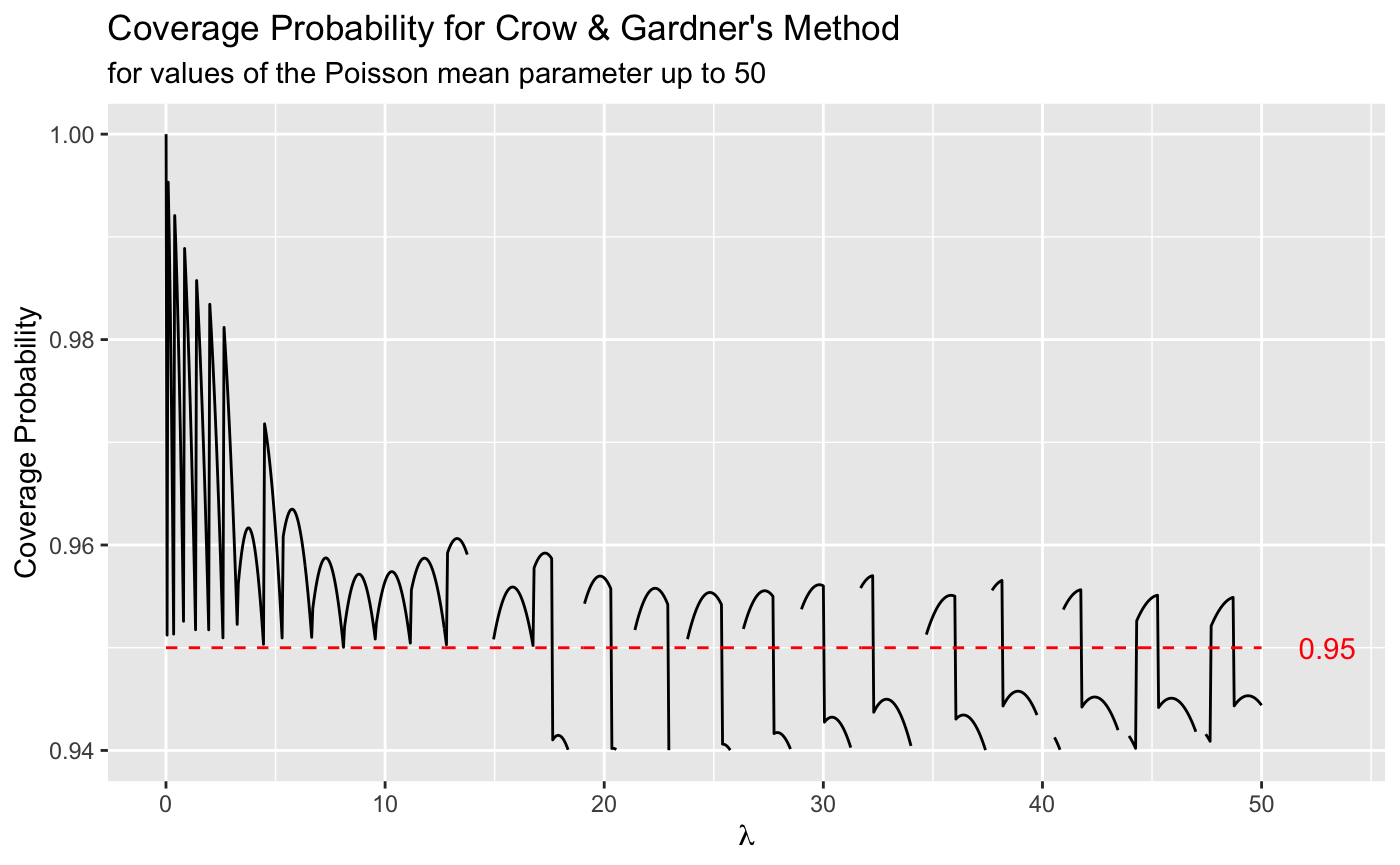 Coverage Probability for Crow & Gardner's Method
for values of the Poisson mean parameter up to 50
Coverage Probability
1.00
0.98
0.96
0.94
0.95
0
10
20
30
40
50
λ